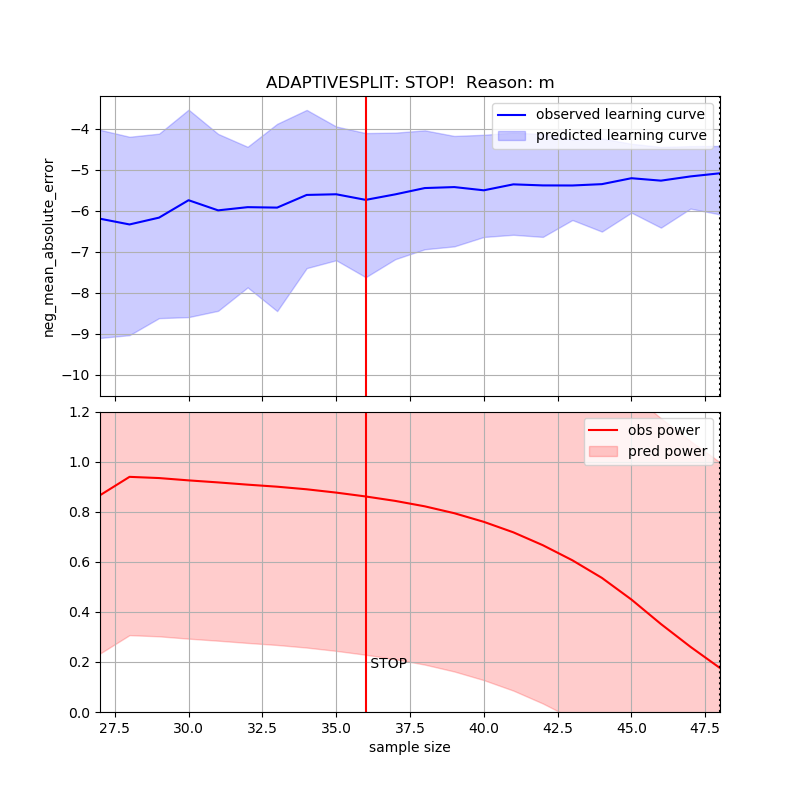 ADAPTIVESPLIT: STOP!  Reason: m
observed learning curve
predicted learning curve
neg_mean_absolute_error
−4
−5
−6
−7
−8
−9
−10
obs power
pred power
1.2
1.0
0.8
0.6
0.4
0.2
0.0
STOP
27.5 30.0 32.5 35.0 37.5 40.0 42.5 45.0 47.5
sample size